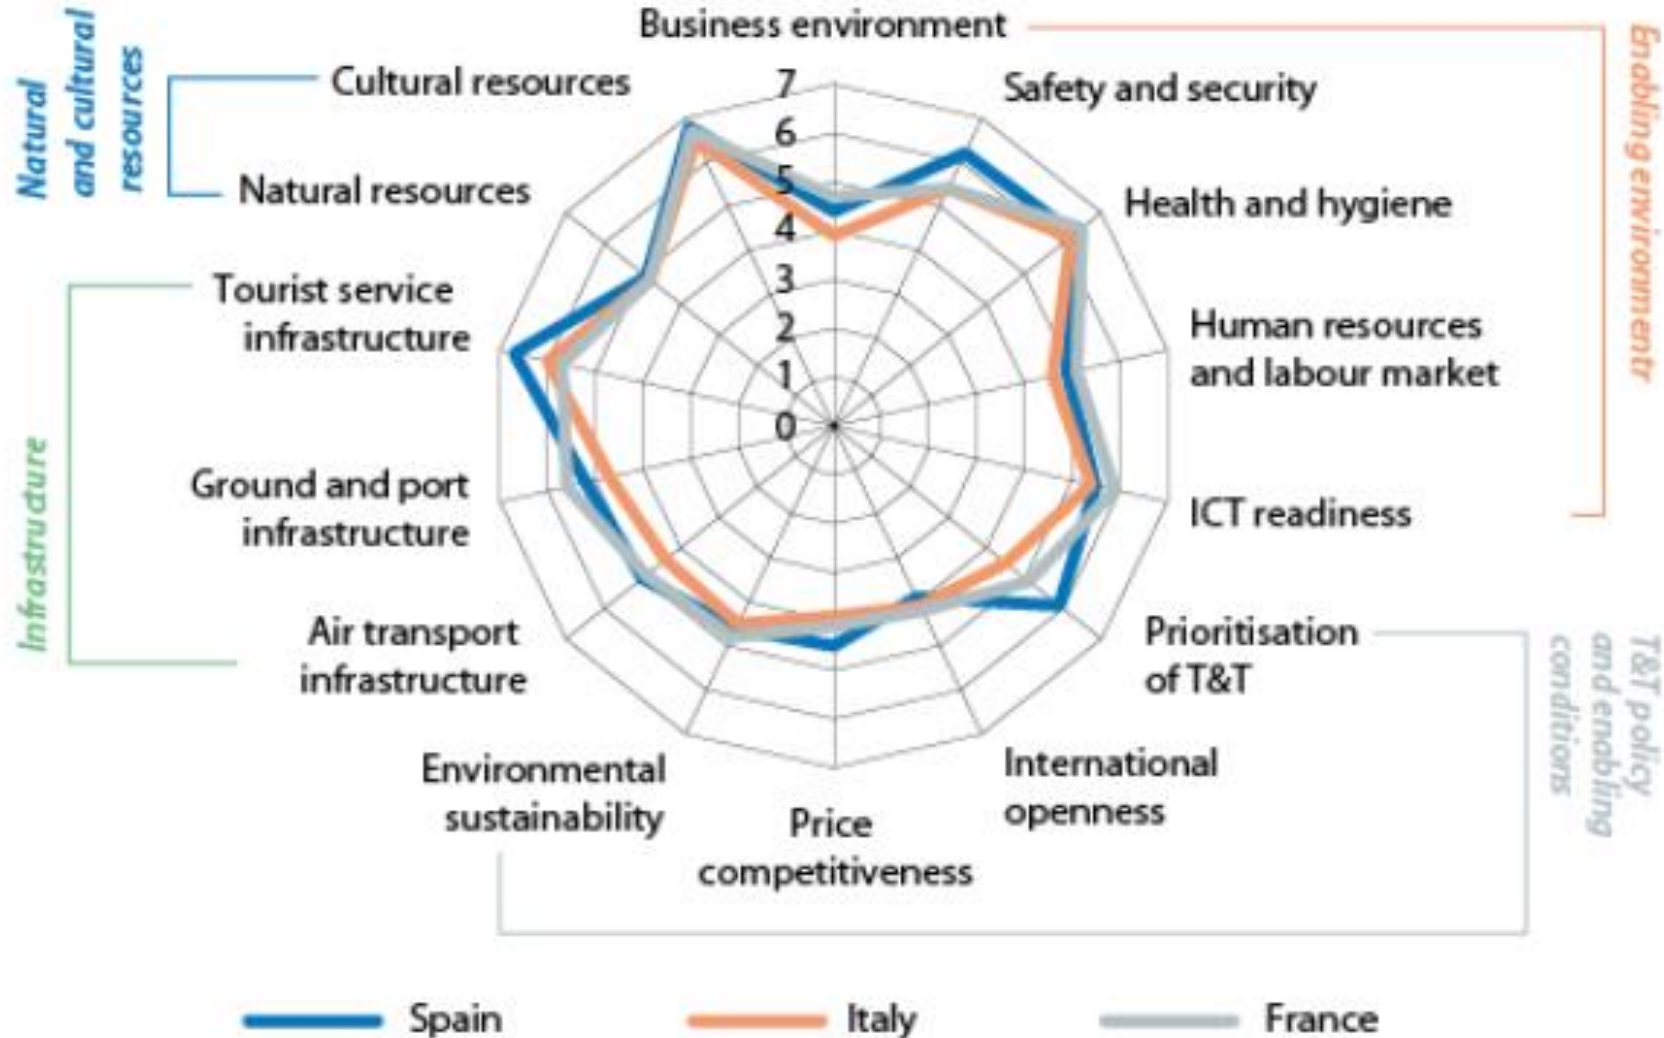 Business environment
Natural
and cultural
resources
Cultural resources
Natural resources
Safety and security
Health and hygiene
Human resources
and labour market
ICT readiness
Enabling environmentr
7
6
5
4
3
2
1
0
Tourist service
infrastructure
Ground and port
infrastructure
Air transport
infrastructure
Infrastructure
Prioritisation
of T&T
International
openness
Price
competitiveness
Environmental
sustainability
T&T policy
and enabling
conditions
Spain
Italy
France